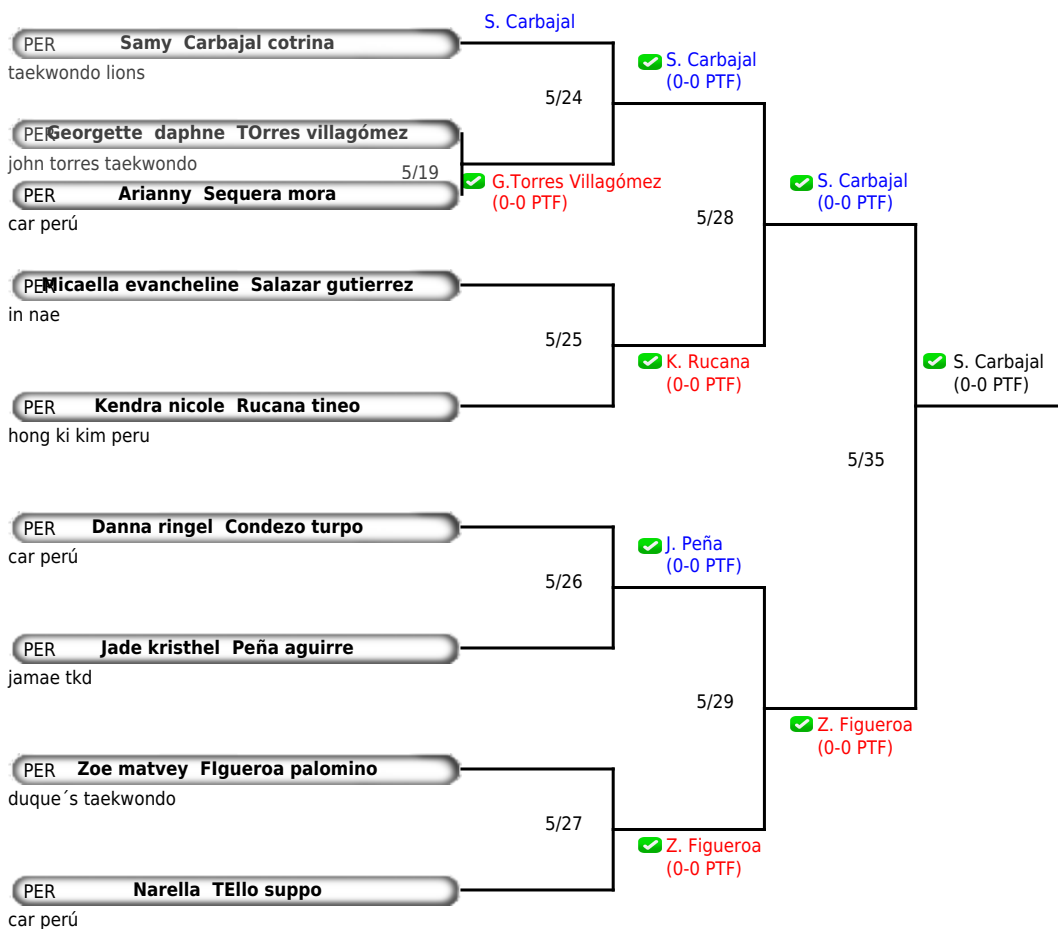 S. Carbajal
PER Samy Carbajal cotrina
taekwondo lions
S. Carbajal
(0-0 PTF)
5/24
PER Georgette daphne TOrres villagómez
john torres taekwondo
5/19
G.Torres Villagómez
(0-0 PTF)
PER Arianny Sequera mora
car perú
S. Carbajal
(0-0 PTF)
5/28
PER Micaella evancheline Salazar gutierrez
in nae
5/25
K. Rucana
(0-0 PTF)
S. Carbajal
(0-0 PTF)
PER Kendra nicole Rucana tineo
hong ki kim peru
5/35
PER Danna ringel Condezo turpo
car perú
J. Peña
(0-0 PTF)
5/26
PER Jade kristhel Peña aguirre
jamae tkd
5/29
Z. Figueroa
(0-0 PTF)
PER Zoe matvey FIgueroa palomino
duque´s taekwondo
5/27
Z. Figueroa
(0-0 PTF)
PER Narella TEllo suppo
car perú